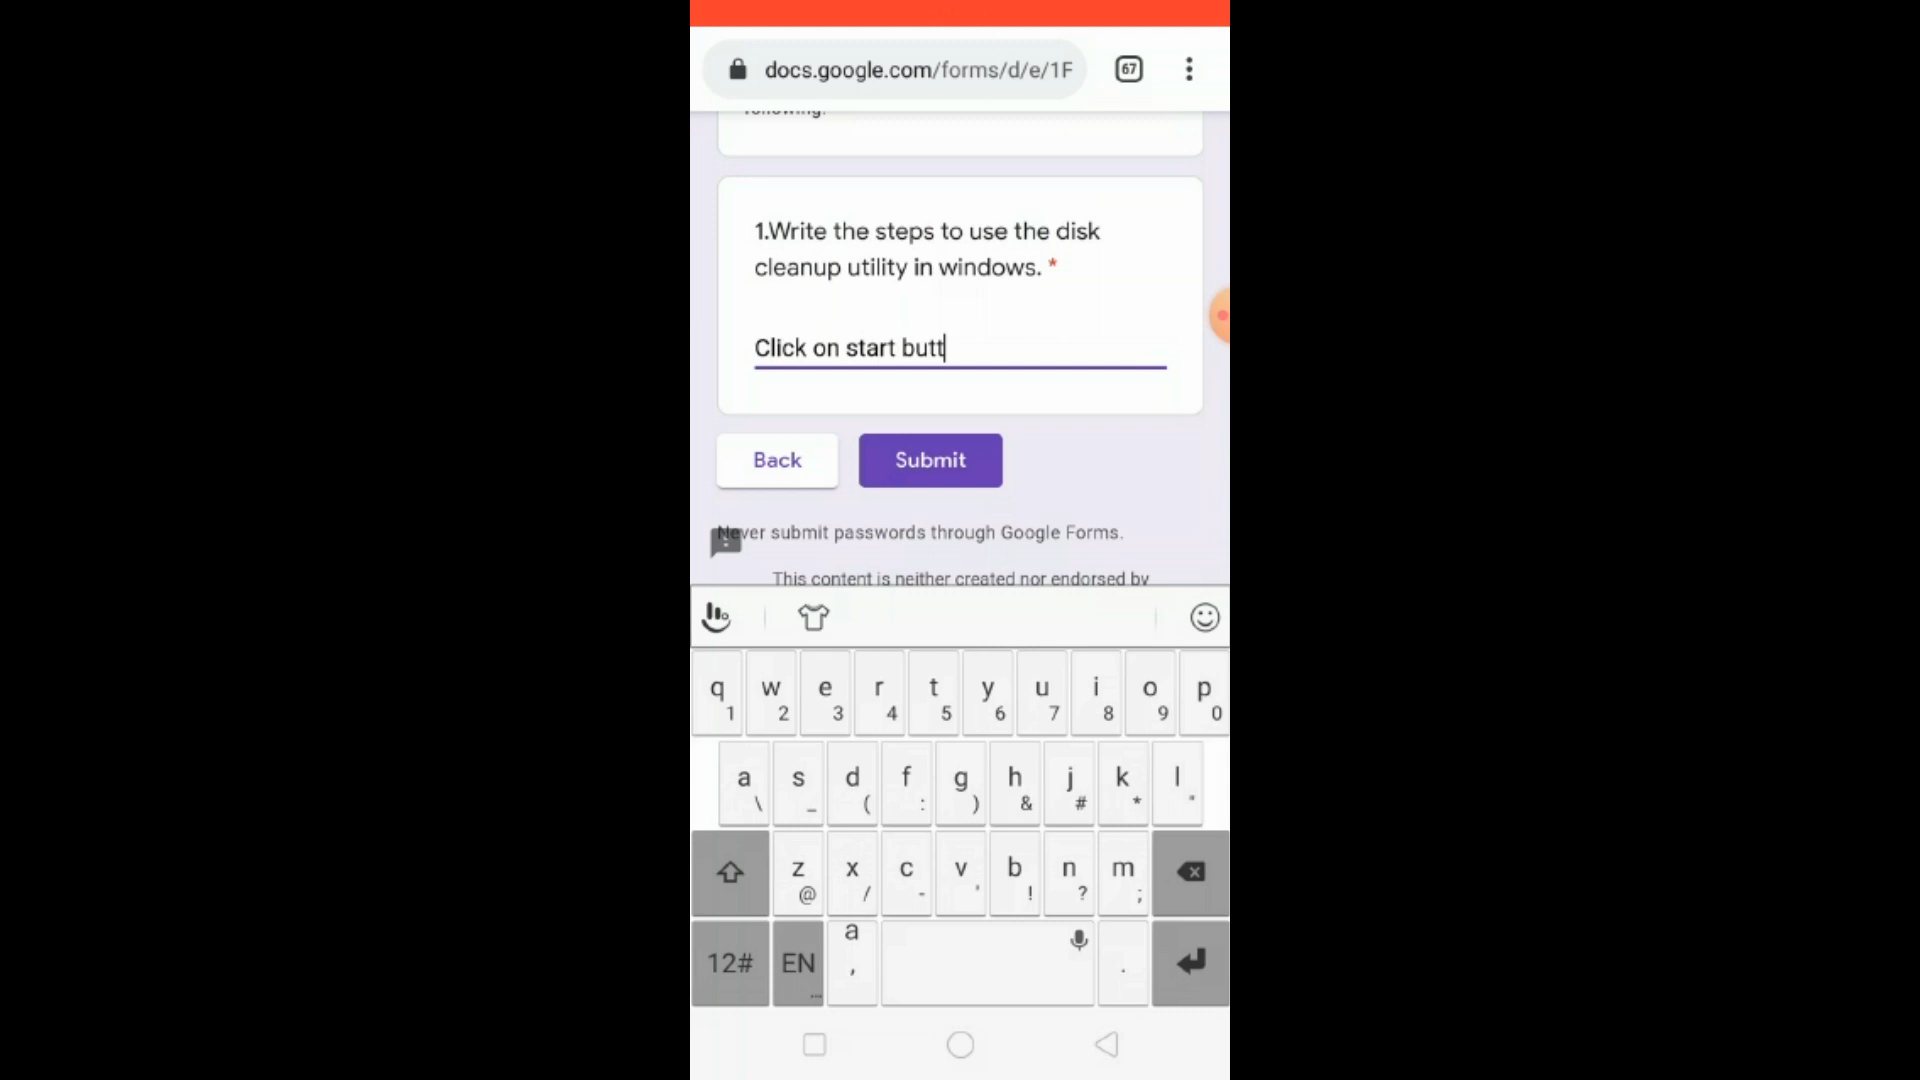 docs.google.com/forms/d/e/1F
67
following:
1.Write the steps to use the disk
cleanup utility in windows. *
Click on start butt
Back
Submit
Never submit passwords through Google Forms.
This content is neither created nor endorsed by
q w e r t y u i o p
1 2 3 4 5 6 7 8 9 0
a s d f g h j k l
\ _ ( : ) & # * "
z x c v b n m
@ / - ' ! ? ;
12# EN a , .
...